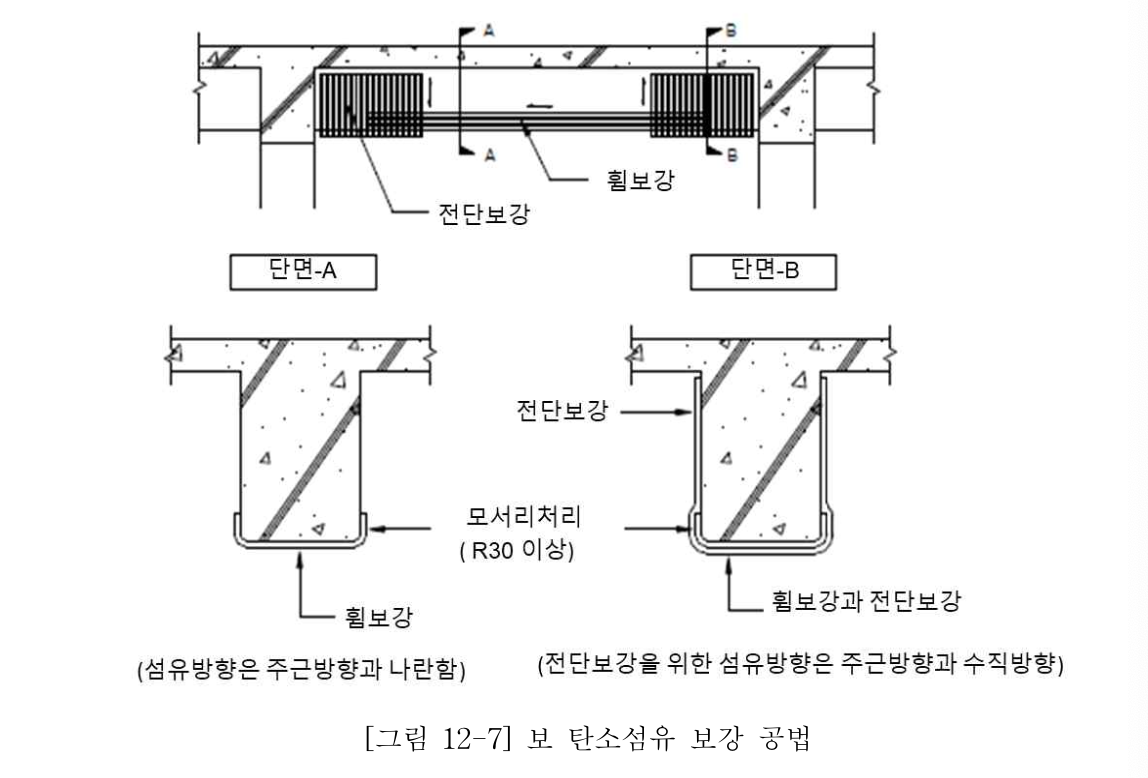 A
B
A
B
휨보강
전단보강
단면-A
단면-B
전단보강
모서리처리
( R30 이상)
휨보강
휨보강과 전단보강
(섬유방향은 주근방향과 나란함)
(전단보강을 위한 섬유방향은 주근방향과 수직방향)
[그림 12-7] 보 탄소섬유 보강 공법